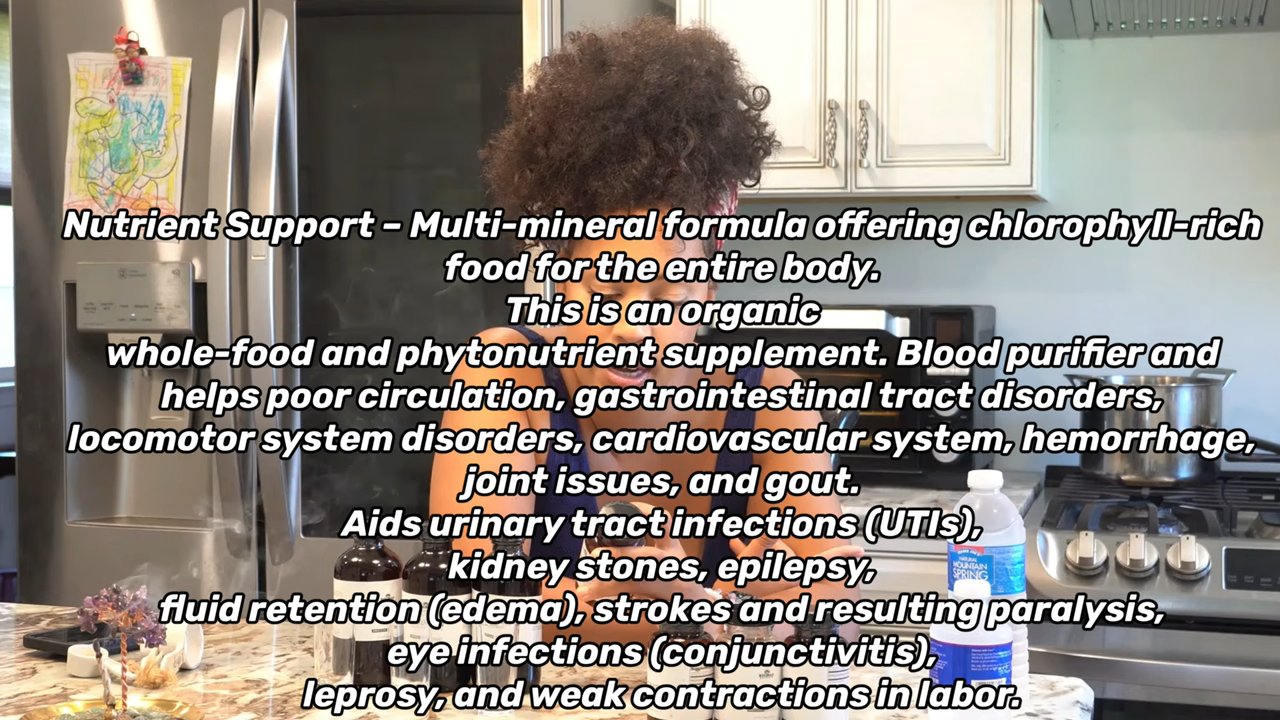 Nutrient Support – Multi-mineral formula offering chlorophyll-rich
food for the entire body.
This is an organic
whole-food and phytonutrient supplement. Blood purifier and
helps poor circulation, gastrointestinal tract disorders,
locomotor system disorders, cardiovascular system, hemorrhage,
joint issues, and gout.
Aids urinary tract infections (UTIs),
kidney stones, epilepsy,
fluid retention (edema), strokes and resulting paralysis,
eye infections (conjunctivitis),
leprosy, and weak contractions in labor.
MOUNTAIN
SPRING